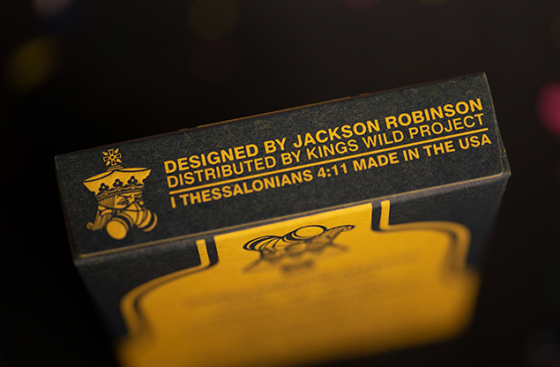 DESIGNED BY JACKSON ROBINSON
DISTRIBUTED BY KINGS WILD PROJECT
I THESSALONIANS 4:11 MADE IN THE USA